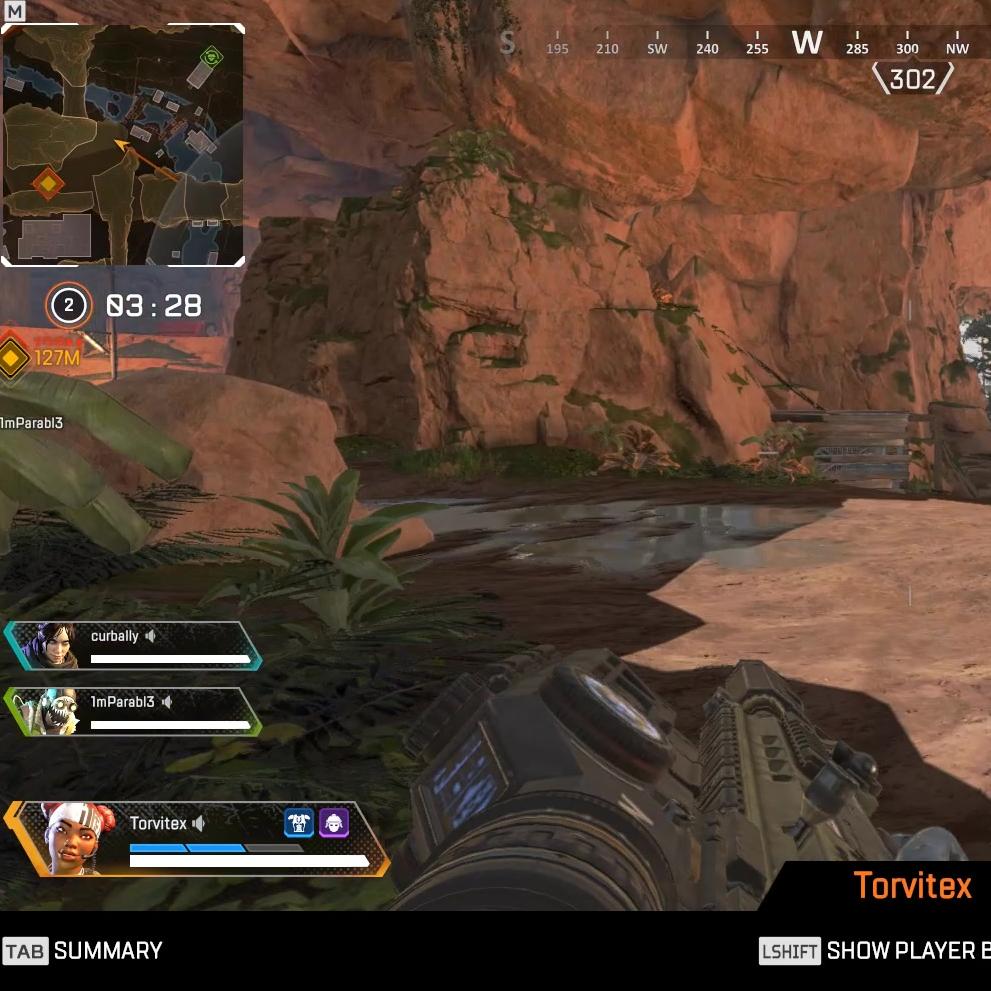 M
S 195 210 SW 240 255 W 285 300 NW
302
2 03:28
127M
1mParabl3
curbally
1mParabl3
Torvitex
Torvitex
TAB SUMMARY LSHIFT SHOW PLAYER B